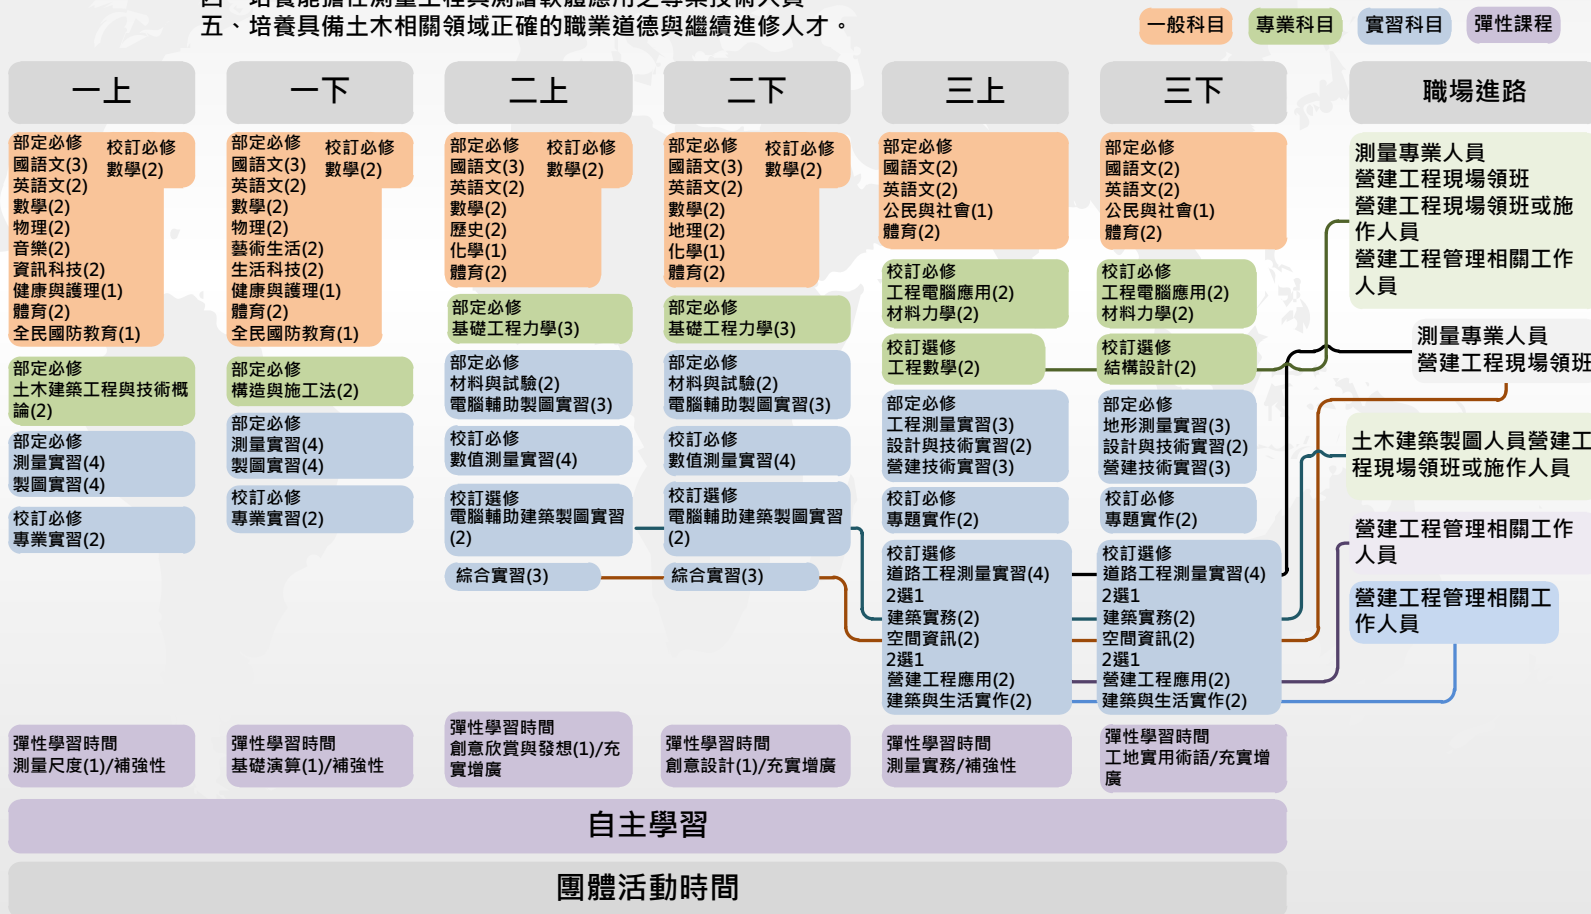 四、培養能擔任測量工程與測繪軟體應用之專業技術人員
五、培養具備土木相關領域正確的職業道德與繼續進修人才。
一般科目
專業科目
實習科目
彈性課程
一上
一下
二上
二下
三上
三下
職場進路
部定必修
國語文(3)
英語文(2)
數學(2)
物理(2)
音樂(2)
資訊科技(2)
健康與護理(1)
體育(2)
全民國防教育(1)
校訂必修
數學(2)
部定必修
土木建築工程與技術概
論(2)
部定必修
測量實習(4)
製圖實習(4)
校訂必修
專業實習(2)
部定必修
國語文(3)
英語文(2)
數學(2)
物理(2)
藝術生活(2)
生活科技(2)
健康與護理(1)
體育(2)
全民國防教育(1)
校訂必修
數學(2)
部定必修
構造與施工法(2)
部定必修
測量實習(4)
製圖實習(4)
校訂必修
專業實習(2)
部定必修
國語文(3)
英語文(2)
數學(2)
歷史(2)
化學(1)
體育(2)
校訂必修
數學(2)
部定必修
基礎工程力學(3)
部定必修
材料與試驗(2)
電腦輔助製圖實習(3)
校訂必修
數值測量實習(4)
校訂選修
電腦輔助建築製圖實習
(2)
綜合實習(3)
部定必修
國語文(3)
英語文(2)
數學(2)
地理(2)
化學(1)
體育(2)
校訂必修
數學(2)
部定必修
基礎工程力學(3)
部定必修
材料與試驗(2)
電腦輔助製圖實習(3)
校訂必修
數值測量實習(4)
校訂選修
電腦輔助建築製圖實習
(2)
綜合實習(3)
部定必修
國語文(2)
英語文(2)
公民與社會(1)
體育(2)
校訂必修
工程電腦應用(2)
材料力學(2)
校訂選修
工程數學(2)
部定必修
工程測量實習(3)
設計與技術實習(2)
營建技術實習(3)
校訂必修
專題實作(2)
校訂選修
道路工程測量實習(4)
2選1
建築實務(2)
空間資訊(2)
2選1
營建工程應用(2)
建築與生活實作(2)
部定必修
國語文(2)
英語文(2)
公民與社會(1)
體育(2)
校訂必修
工程電腦應用(2)
材料力學(2)
校訂選修
結構設計(2)
部定必修
地形測量實習(3)
設計與技術實習(2)
營建技術實習(3)
校訂必修
專題實作(2)
校訂選修
道路工程測量實習(4)
2選1
建築實務(2)
空間資訊(2)
2選1
營建工程應用(2)
建築與生活實作(2)
測量專業人員
營建工程現場領班
營建工程現場領班或施
作人員
營建工程管理相關工作
人員
測量專業人員
營建工程現場領班
土木建築製圖人員營建工
程現場領班或施作人員
營建工程管理相關工作
人員
營建工程管理相關工
作人員
彈性學習時間
測量尺度(1)/補強性
彈性學習時間
基礎演算(1)/補強性
彈性學習時間
創意欣賞與發想(1)/充
實增廣
彈性學習時間
創意設計(1)/充實增廣
彈性學習時間
測量實務/補強性
彈性學習時間
工地實用術語/充實增
廣
自主學習
團體活動時間